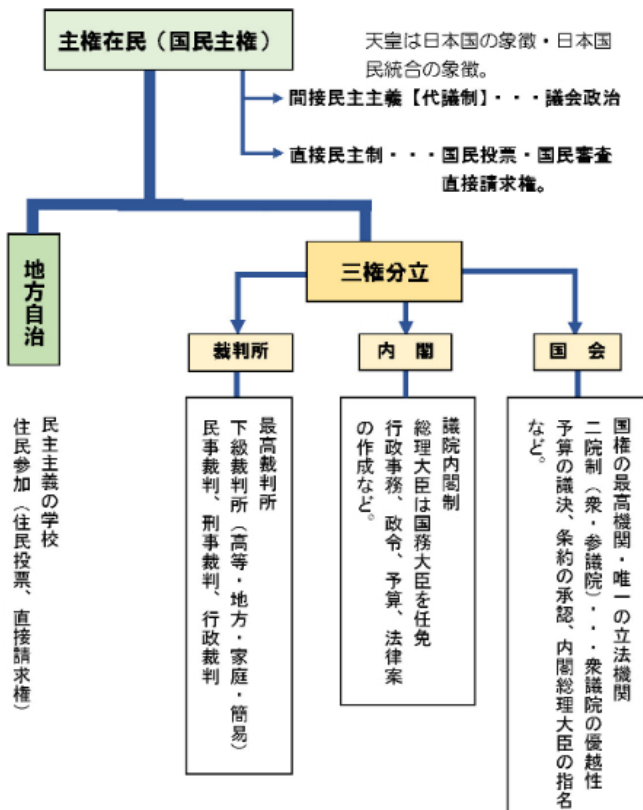 主権在民（国民主権）
天皇は日本国の象徴・日本国
民統合の象徴。
間接民主主義【代議制】・・・議会政治
直接民主制・・・国民投票・国民審査
直接請求権。
地方自治
三権分立
裁判所
内閣
国会
国権の最高機関・唯一の立法機関
二院制（衆・参議院）・・・衆議院の優越性
予算の議決、条約の承認、内閣総理大臣の指名
など。
議院内閣制
総理大臣は国務大臣を任免
行政事務、政令、予算、法律案
の作成など。
最高裁判所
下級裁判所（高等・地方・家庭・簡易）
民事裁判、刑事裁判、行政裁判
民主主義の学校
住民参加（住民投票、直接請求権）